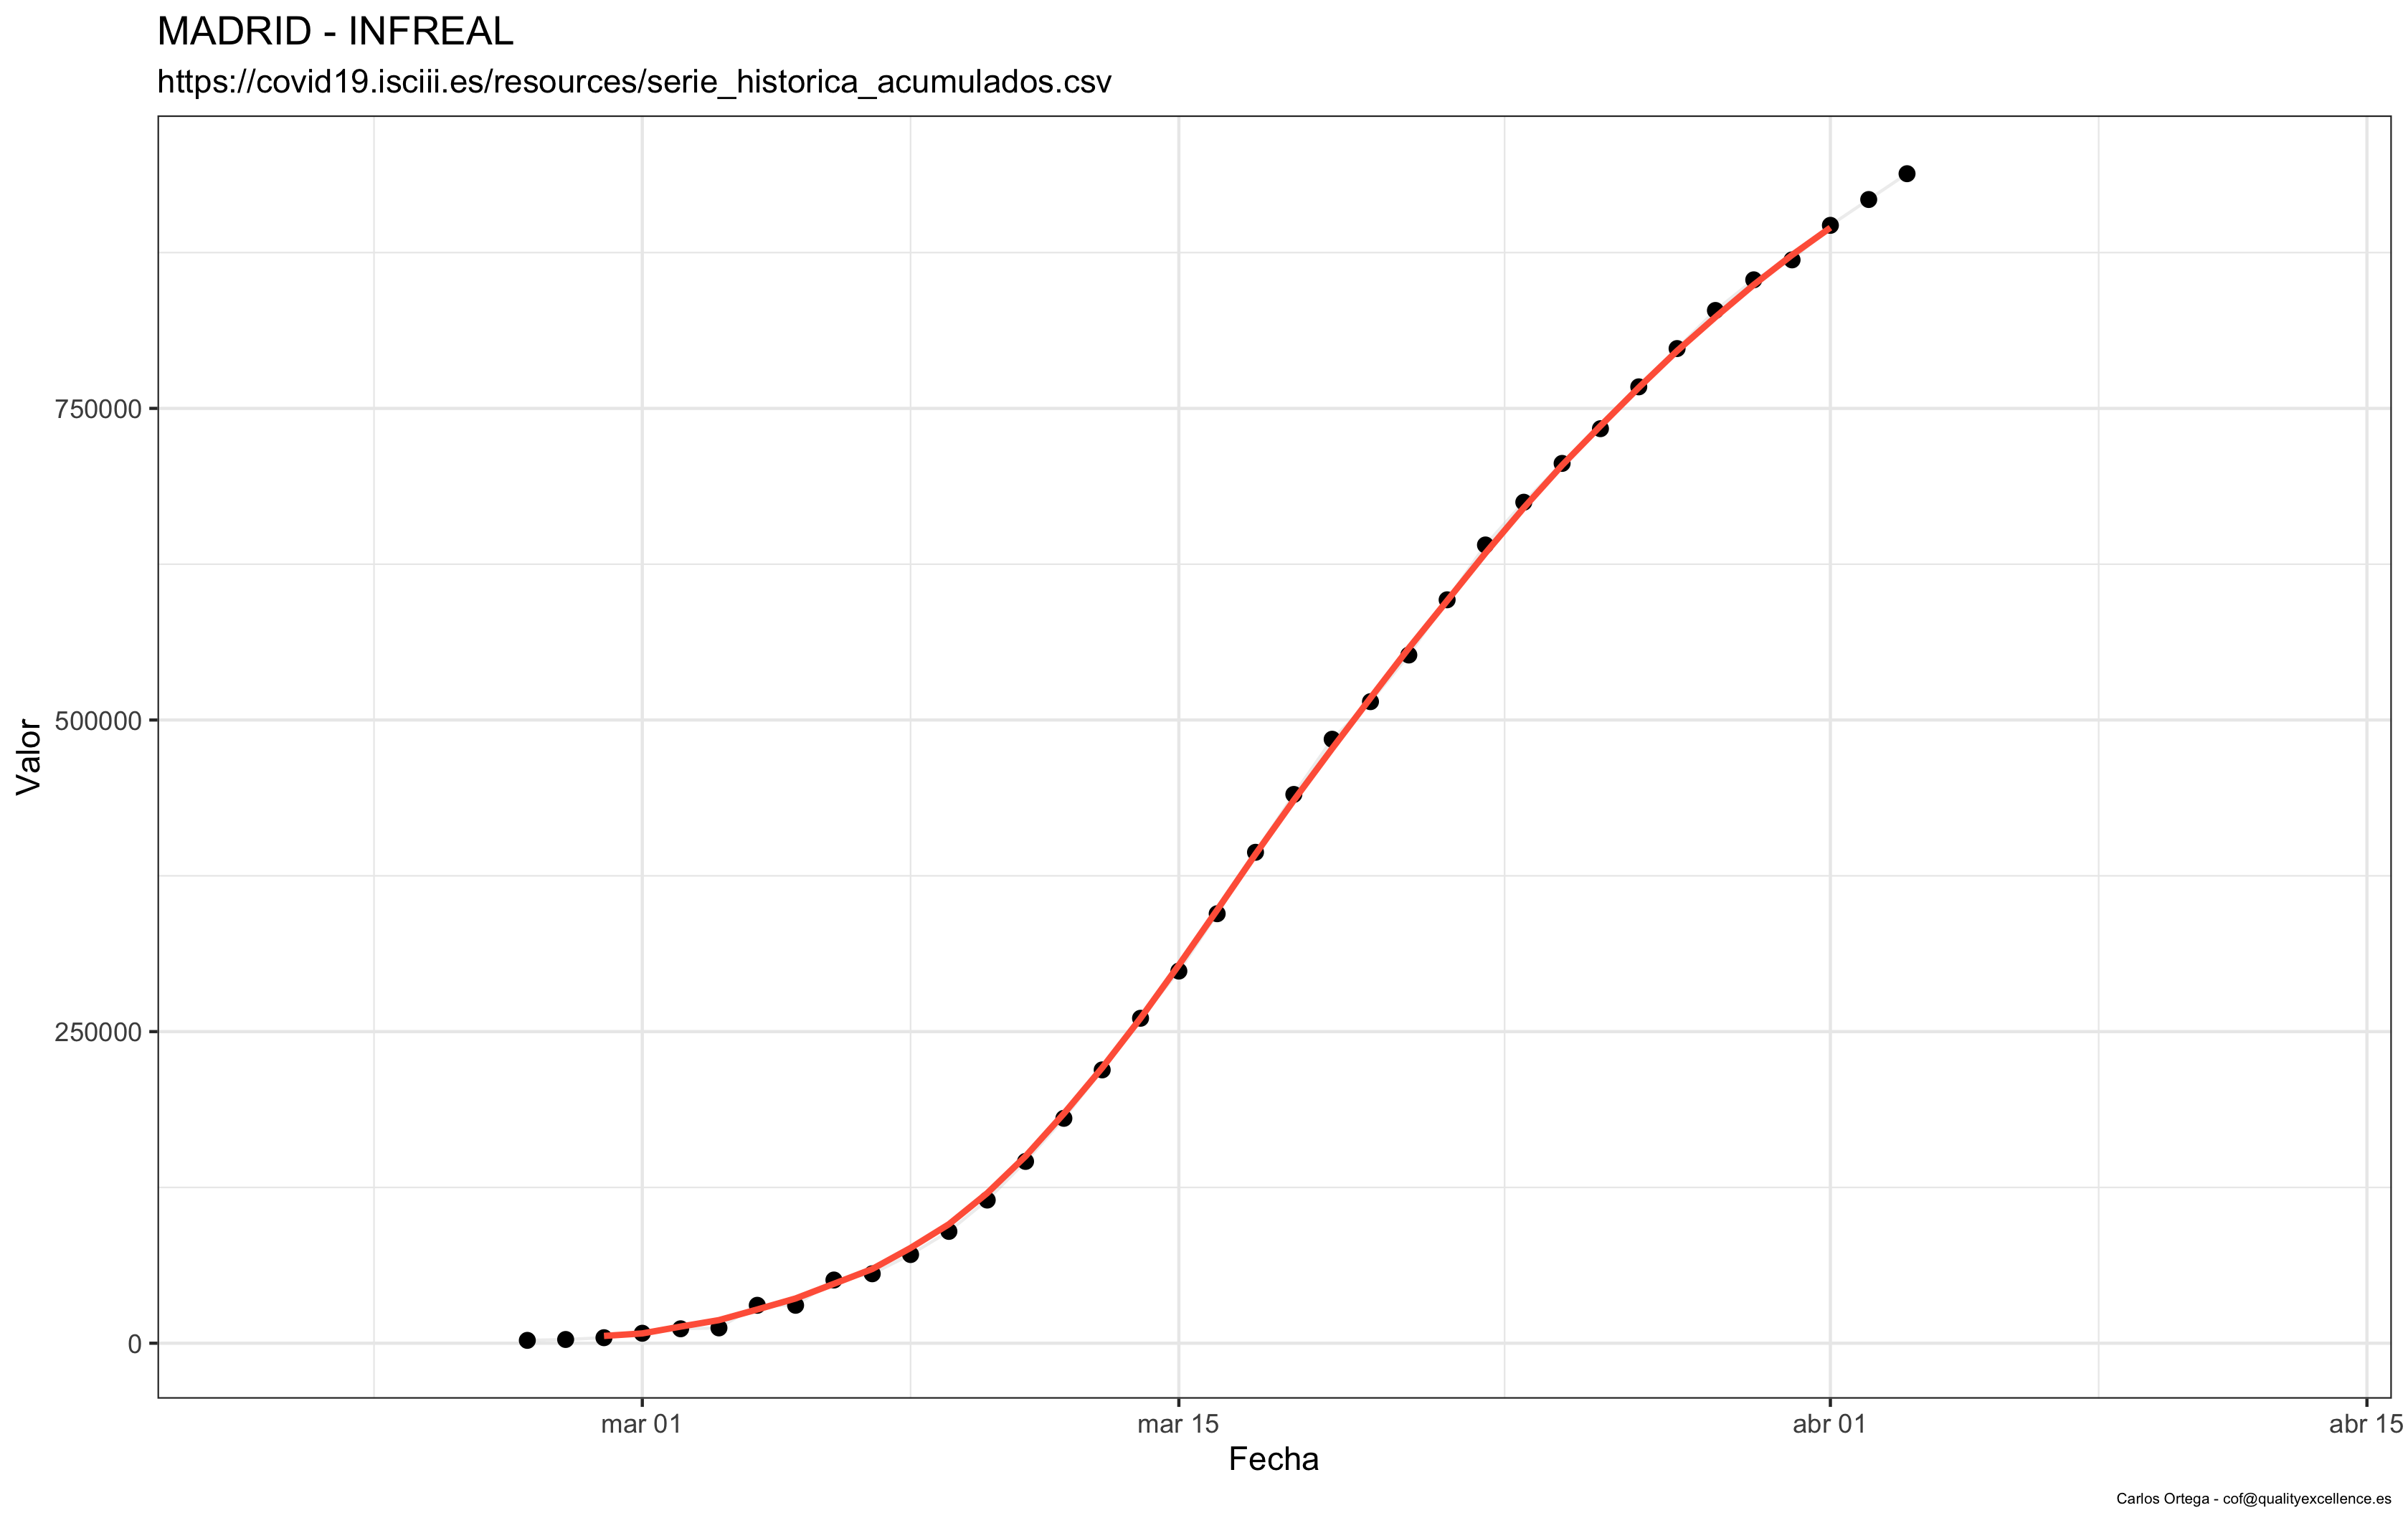 MADRID - INFREAL
https://covid19.isciii.es/resources/serie_historica_acumulados.csv
Valor
750000
500000
250000
0
mar 01
mar 15
abr 01
abr 15
Fecha
Carlos Ortega - cof@qualityexcellence.es